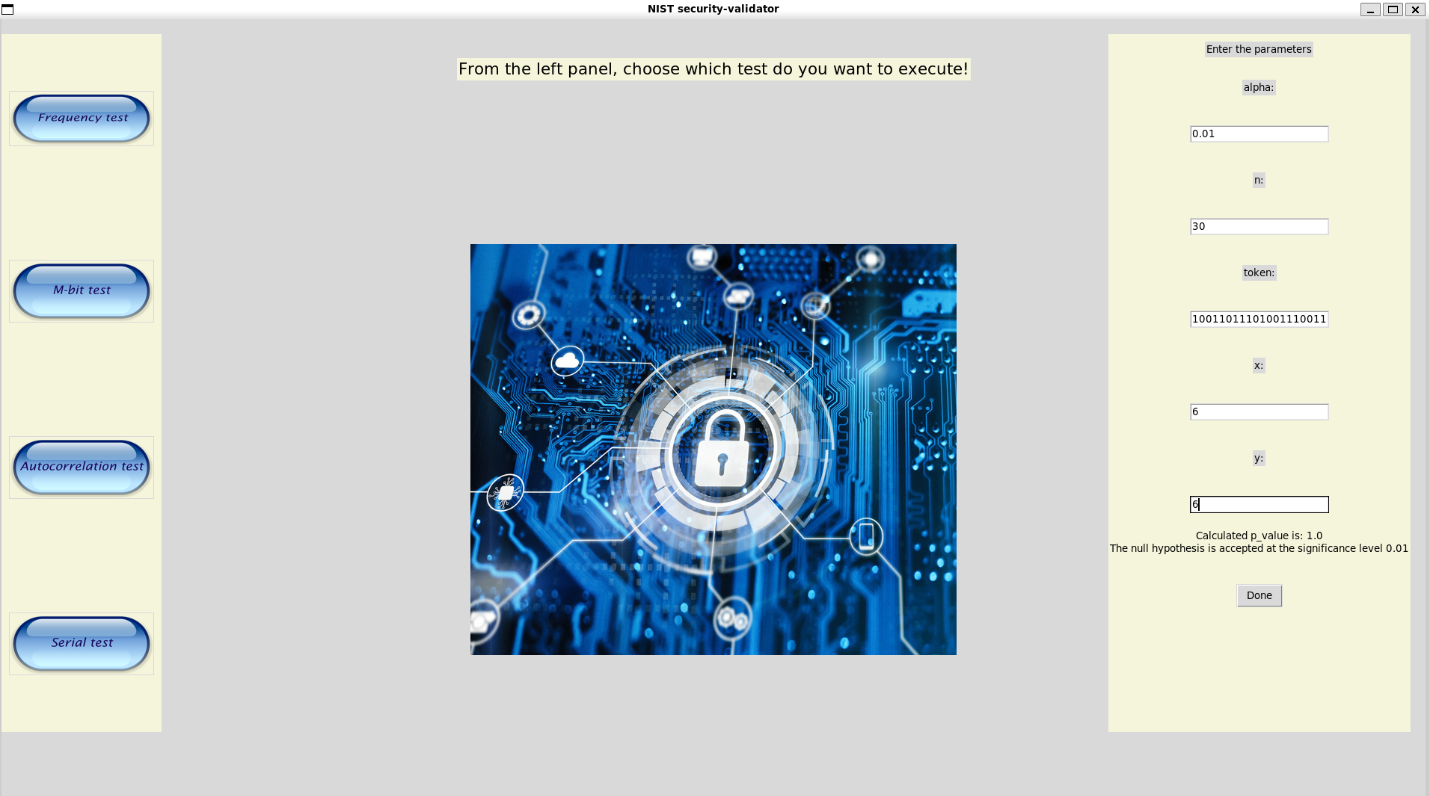 NIST security-validator
From the left panel, choose which test do you want to execute!
Frequency test
M-bit test
Autocorrelation test
Serial test
Enter the parameters
alpha:
0.01
n:
30
token:
10011011101001110011
x:
6
y:
6
Calculated p_value is: 1.0
The null hypothesis is accepted at the significance level 0.01
Done